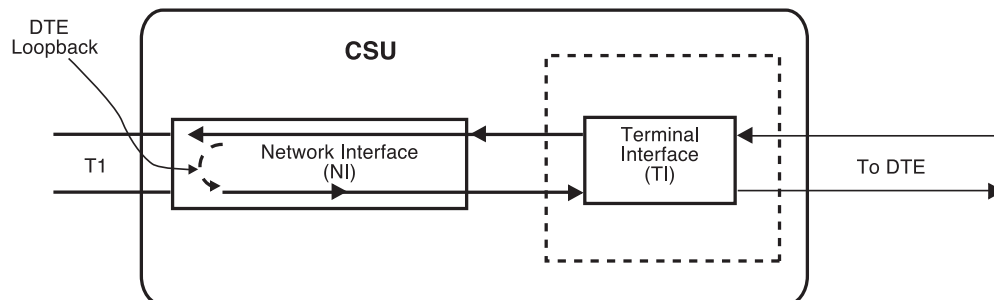 DTE
Loopback
CSU
T1
Network Interface
(NI)
Terminal
Interface
(TI)
To DTE